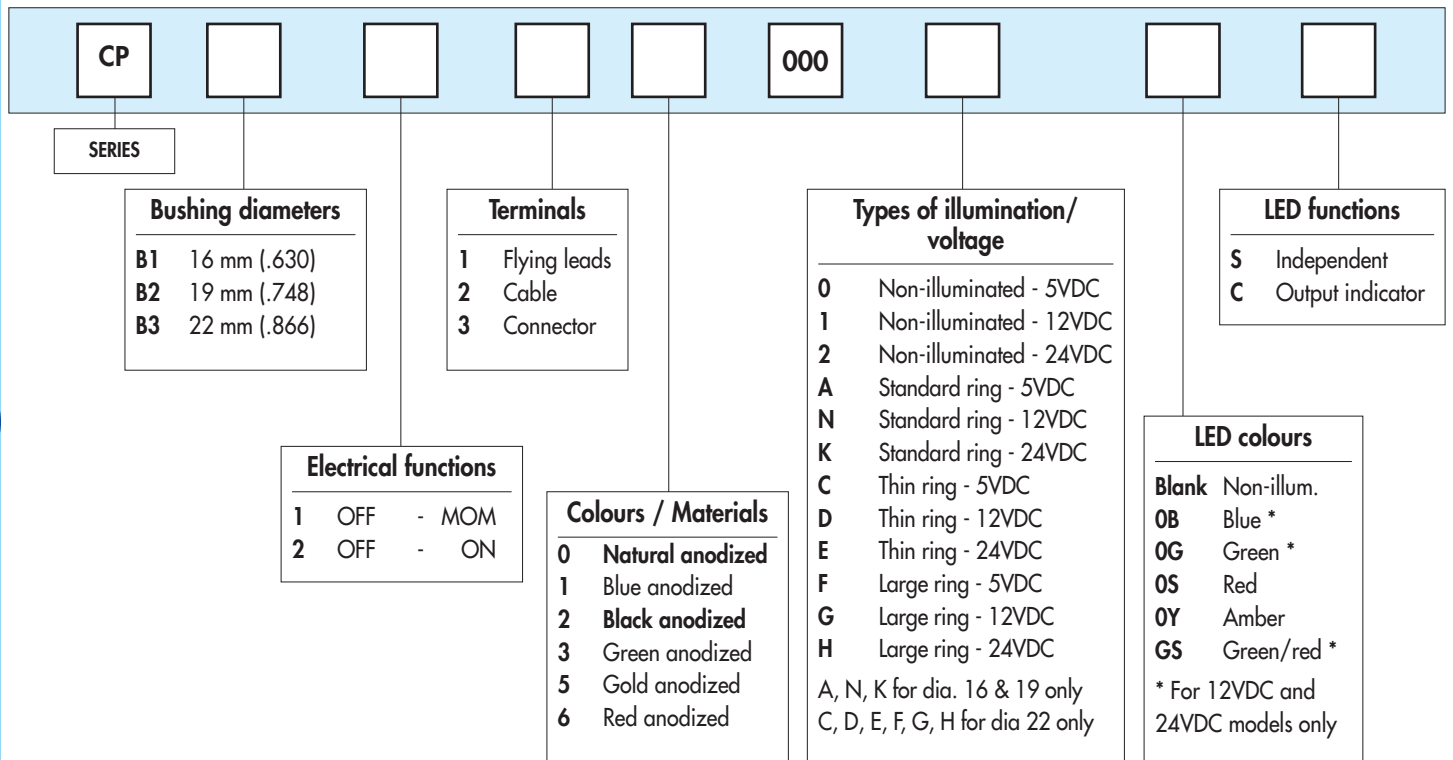 CP
000
SERIES
Bushing diameters
B1 16 mm (.630)
B2 19 mm (.748)
B3 22 mm (.866)
Electrical functions
1 OFF - MOM
2 OFF - ON
Terminals
1 Flying leads
2 Cable
3 Connector
Colours / Materials
0 Natural anodized
1 Blue anodized
2 Black anodized
3 Green anodized
5 Gold anodized
6 Red anodized
Types of illumination/
voltage
0 Non-illuminated - 5VDC
1 Non-illuminated - 12VDC
2 Non-illuminated - 24VDC
A Standard ring - 5VDC
N Standard ring - 12VDC
K Standard ring - 24VDC
C Thin ring - 5VDC
D Thin ring - 12VDC
E Thin ring - 24VDC
F Large ring - 5VDC
G Large ring - 12VDC
H Large ring - 24VDC
A, N, K for dia. 16 & 19 only
C, D, E, F, G, H for dia 22 only
LED colours
Blank Non-illum.
0B Blue *
0G Green *
0S Red
0Y Amber
GS Green/red *
* For 12VDC and
24VDC models only
LED functions
S Independent
C Output indicator